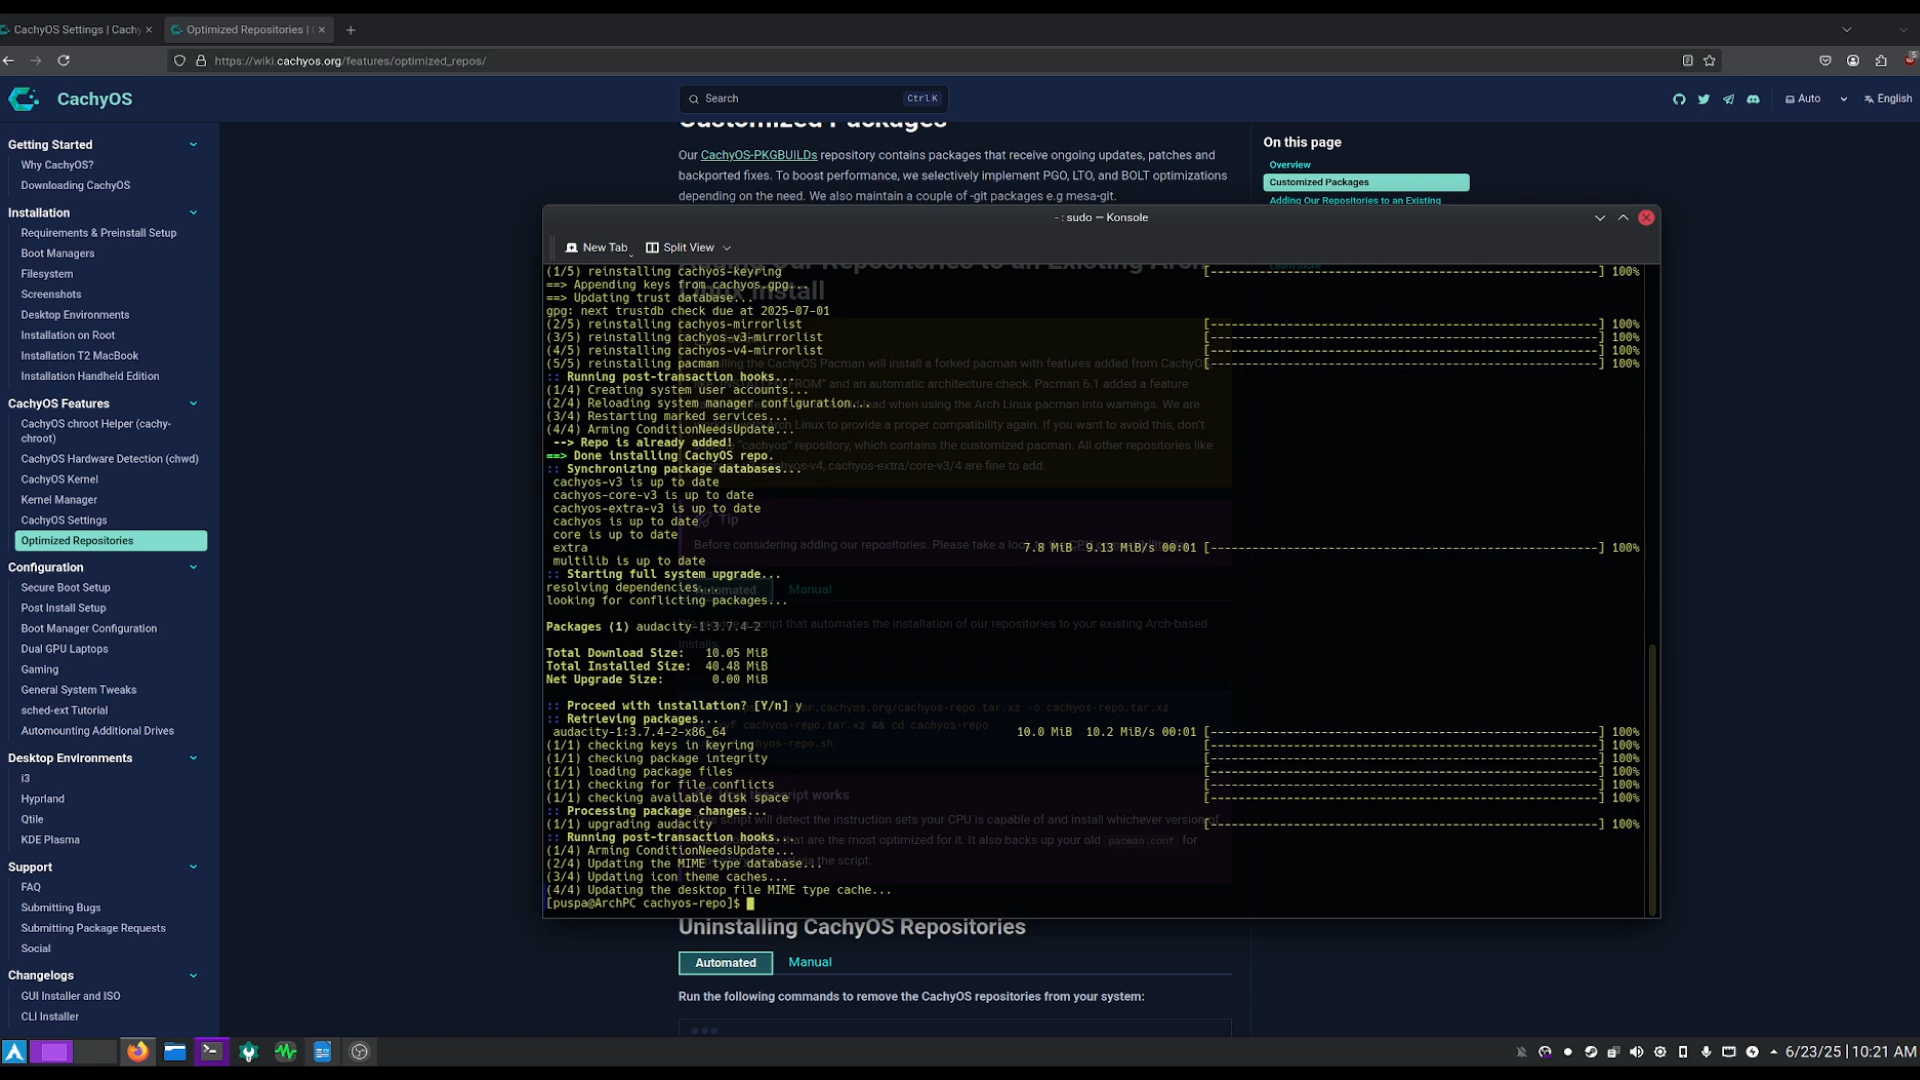 CachyOS Settings | Cachy
Optimized Repositories |
https://wiki.cachyos.org/features/optimized_repos/
5
CachyOS
Search
Ctrl K
Auto
English
Getting Started
Why CachyOS?
Downloading CachyOS
Installation
Requirements & Preinstall Setup
Boot Managers
Filesystem
Screenshots
Desktop Environments
Installation on Root
Installation T2 MacBook
Installation Handheld Edition
CachyOS Features
CachyOS chroot Helper (cachy-
chroot)
CachyOS Hardware Detection (chwd)
CachyOS Kernel
Kernel Manager
CachyOS Settings
Optimized Repositories
Configuration
Secure Boot Setup
Post Install Setup
Boot Manager Configuration
Dual GPU Laptops
Gaming
General System Tweaks
sched-ext Tutorial
Automounting Additional Drives
Desktop Environments
i3
Hyprland
Qtile
KDE Plasma
Support
FAQ
Submitting Bugs
Submitting Package Requests
Social
Changelogs
GUI Installer and ISO
CLI Installer
Customized Packages
Our CachyOS-PKGBUILDs repository contains packages that receive ongoing updates, patches and
backported fixes. To boost performance, we selectively implement PGO, LTO, and BOLT optimizations
depending on the need. We also maintain a couple of -git packages e.g mesa-git.
On this page
Overview
Customized Packages
Adding Our Repositories to an Existing
- : sudo — Konsole
New Tab
Split View
(1/5) reinstalling cachyos-keyring [----------] 100%
==> Appending keys from cachyos.gpg...
==> Updating trust database...
gpg: next trustdb check due at 2025-07-01
(2/5) reinstalling cachyos-mirrorlist [----------] 100%
(3/5) reinstalling cachyos-v3-mirrorlist [----------] 100%
(4/5) reinstalling cachyos-v4-mirrorlist [----------] 100%
(5/5) reinstalling pacman [----------] 100%
:: Running post-transaction hooks...
(1/4) Creating system user accounts...
(2/4) Reloading system manager configuration...
(3/4) Restarting marked services...
(4/4) Arming ConditionNeedsUpdate...
--> Repo is already added!
==> Done installing CachyOS repo.
:: Synchronizing package databases...
cachyos-v3 is up to date
cachyos-core-v3 is up to date
cachyos-extra-v3 is up to date
cachyos is up to date
core is up to date
extra 7.8 MiB 9.13 MiB/s 00:01 [----------] 100%
multilib is up to date
:: Starting full system upgrade...
resolving dependencies...
looking for conflicting packages...
Packages (1) audacity-1:3.7.4-2
Total Download Size: 10.05 MiB
Total Installed Size: 40.48 MiB
Net Upgrade Size: 0.00 MiB
:: Proceed with installation? [Y/n] y
:: Retrieving packages...
audacity-1:3.7.4-2-x86_64 10.0 MiB 10.2 MiB/s 00:01 [----------] 100%
(1/1) checking keys in keyring [----------] 100%
(1/1) checking package integrity [----------] 100%
(1/1) loading package files [----------] 100%
(1/1) checking for file conflicts [----------] 100%
(1/1) checking available disk space [----------] 100%
:: Processing package changes...
(1/1) upgrading audacity [----------] 100%
:: Running post-transaction hooks...
(1/4) Arming ConditionNeedsUpdate...
(2/4) Updating the MIME type database...
(3/4) Updating icon theme caches...
(4/4) Updating the desktop file MIME type cache...
[puspa@ArchPC cachyos-repo]$
Uninstalling CachyOS Repositories
Automated
Manual
Run the following commands to remove the CachyOS repositories from your system:
6/23/25 | 10:21 AM